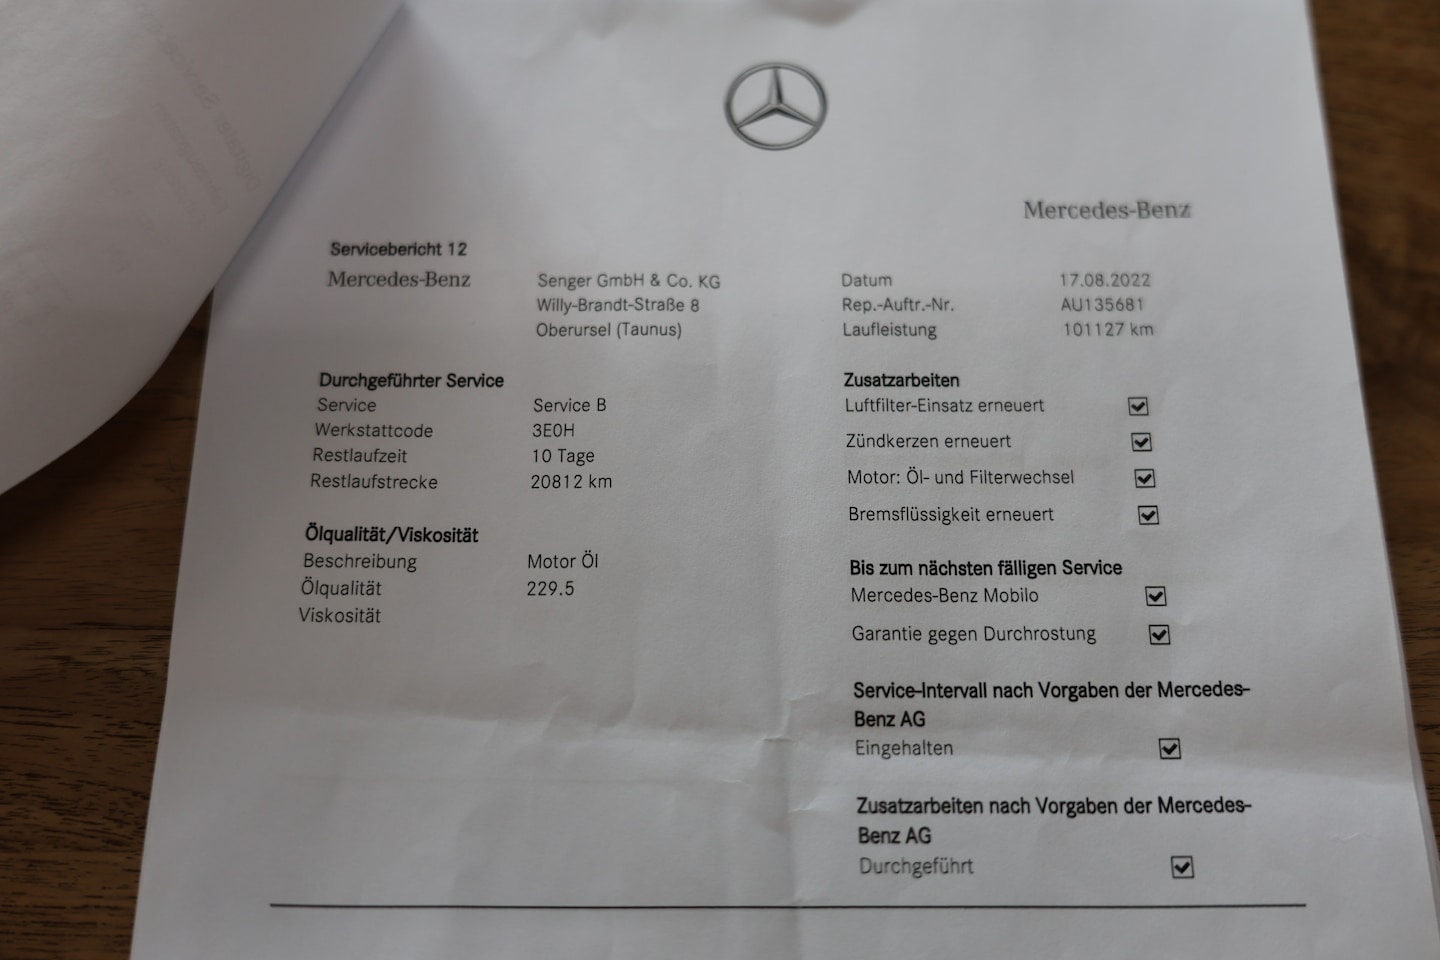 Mercedes-Benz
Servicebericht 12
Mercedes-Benz
Senger GmbH & Co. KG
Willy-Brandt-Straße 8
Oberursel (Taunus)
Datum 17.08.2022
Rep.-Auftr.-Nr. AU135681
Laufleistung 101127 km
Durchgeführter Service
Service Service B
Werkstattcode 3E0H
Restlaufzeit 10 Tage
Restlaufstrecke 20812 km
Ölqualität/Viskosität
Beschreibung Motor Öl
Ölqualität 229.5
Viskosität
Zusatzarbeiten
Luftfilter-Einsatz erneuert
Zündkerzen erneuert
Motor: Öl- und Filterwechsel
Bremsflüssigkeit erneuert
Bis zum nächsten fälligen Service
Mercedes-Benz Mobilo
Garantie gegen Durchrostung
Service-Intervall nach Vorgaben der Mercedes-
Benz AG
Eingehalten
Zusatzarbeiten nach Vorgaben der Mercedes-
Benz AG
Durchgeführt